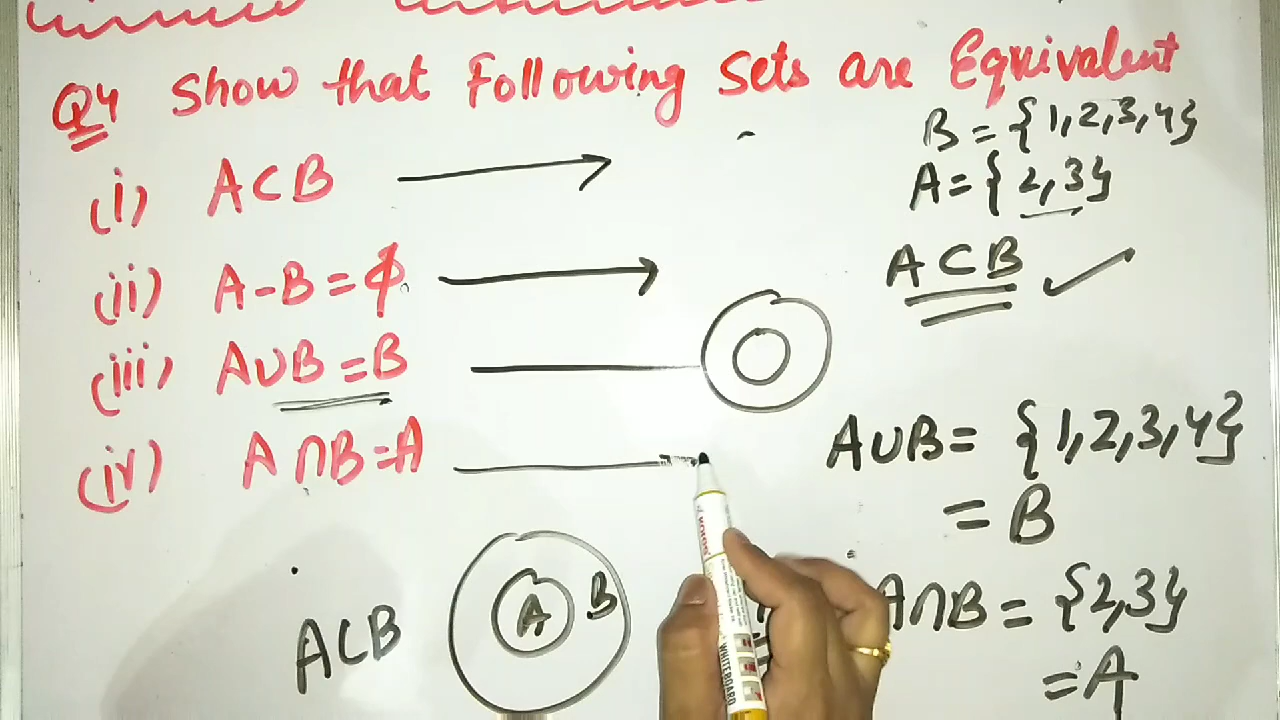 Q4 Show that Following Sets are Equivalent
(i) A⊂B
(ii) A-B=ϕ
(iii) A∪B=B
(iv) A∩B=A
B={1,2,3,4}
A={2,3}
A⊂B ✓
A∪B={1,2,3,4}
=B
A∩B={2,3}
=A
A⊂B
A B
WHITEBOARD